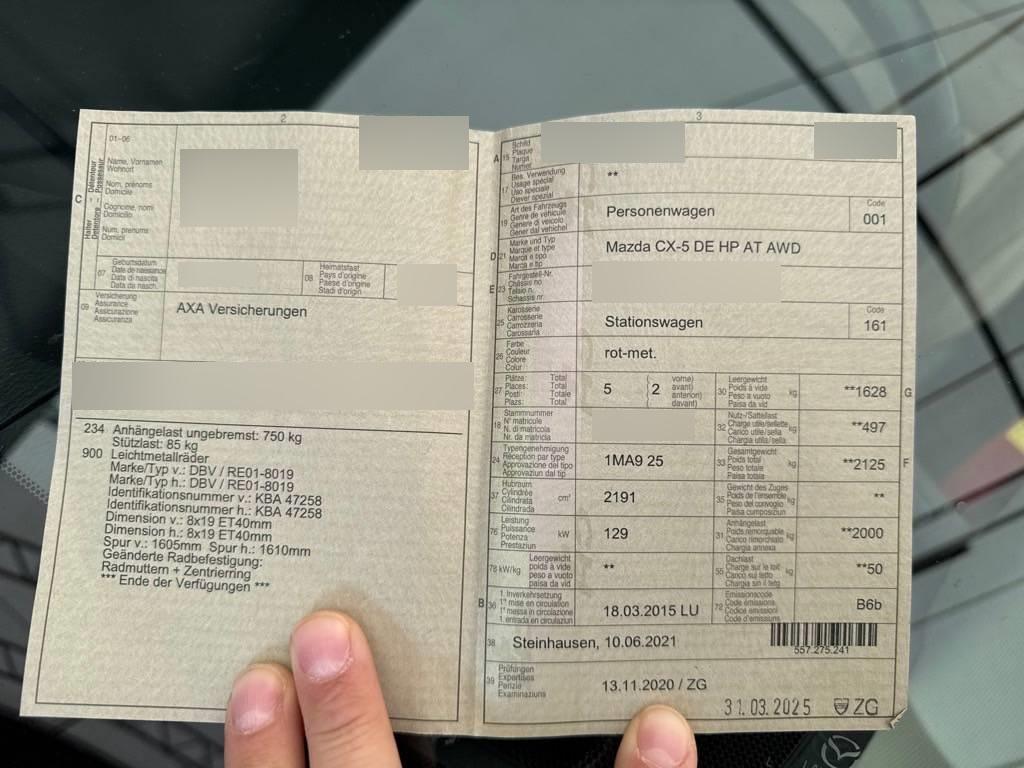 2
01–06
Name, Vornamen
Wohnort
Nom, prénoms
Domicile
Cognome, nomi
Domicilio
Num, prenums
Domicil
C
Halter
Détenteur
Detentore
Possessur
07
Geburtsdatum
Date de naissance
Data di nascita
Data da nasch.
08
Heimatstaat
Pays d'origine
Paese d'origine
Stadi d'origin
09
Versicherung
Assurance
Assicurazione
Assicuranza
AXA Versicherungen
234 Anhängelast ungebremst: 750 kg
Stützlast: 85 kg
900 Leichtmetallräder
Marke/Typ v.: DBV / RE01-8019
Marke/Typ h.: DBV / RE01-8019
Identifikationsnummer v.: KBA 47258
Identifikationsnummer h.: KBA 47258
Dimension v.: 8x19 ET40mm
Dimension h.: 8x19 ET40mm
Spur v.: 1605mm Spur h.: 1610mm
Geänderte Radbefestigung:
Radmuttern + Zentrierring
*** Ende der Verfügungen ***
3
A 15
Schild
Plaque
Targa
Numer
17
Bes. Verwendung
Usage spécial
Uso speciale
Diever spezial
**
19
Art des Fahrzeugs
Genre de véhicule
Genere di veicolo
Gener dal vehichel
Personenwagen
Code
001
D 21
Marke und Typ
Marque et type
Marca e tipo
Marca e tip
Mazda CX-5 DE HP AT AWD
E 23
Fahrgestell-Nr.
Châssis no
Telaio n.
Schassis nr.
25
Karosserie
Carrosserie
Carrozzeria
Carossaria
Stationswagen
Code
161
26
Farbe
Couleur
Colore
Colur
rot-met.
27
Plätze: Total
Places: Total
Posti: Totale
Plazs: Total
5
2
vorne)
avant)
anteriori)
davant)
30
Leergewicht
Poids à vide
Peso a vuoto
Paisa da vid
kg
**1628
G
18
Stammnummer
N° matricule
N. di matricola
Nr. da matricla
32
Nutz-/Sattellast
Charge utile/sellette
Carico utile/sella
Chargia utila/sella
kg
**497
24
Typengenehmigung
Réception par type
Approvazione del tipo
Approvaziun dal tip
1MA9 25
33
Gesamtgewicht
Poids total
Peso totale
Paisa totala
kg
**2125
F
37
Hubraum
Cylindrée
Cilindrata
Cilindrada
cm³
2191
35
Gewicht des Zuges
Poids de l'ensemble
Peso del convoglio
Paisa cumposiziun
kg
**
76
Leistung
Puissance
Potenza
Prestaziun
kW
129
31
Anhängelast
Poids remorquable
Carico rimorchiato
Chargia annexa
kg
**2000
78 kW/kg
Leergewicht
poids à vide
peso a vuoto
paisa da vid
**
55
Dachlast
Charge sur le toit
Carico sul tetto
Chargia sin il tetg
kg
**50
B 36
1. Inverkehrsetzung
1re mise en circulation
1a messa in circolazione
1. entrada en circulaziun
18.03.2015 LU
72
Emissionscode
Code émissions
Codice emissioni
Code d'emissiuns
B6b
38 Steinhausen, 10.06.2021
557.275.241
39
Prüfungen
Expertises
Perizie
Examinaziuns
13.11.2020 / ZG
31.03.2025 ZG